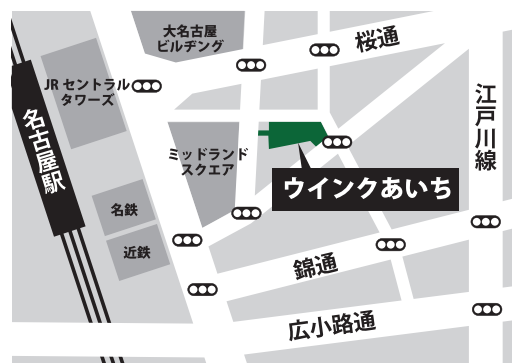 大名古屋
ビルヂング
桜通
JR セントラル
タワーズ
江戸川線
名古屋駅
ミッドランド
スクエア
ウインクあいち
名鉄
近鉄
錦通
広小路通